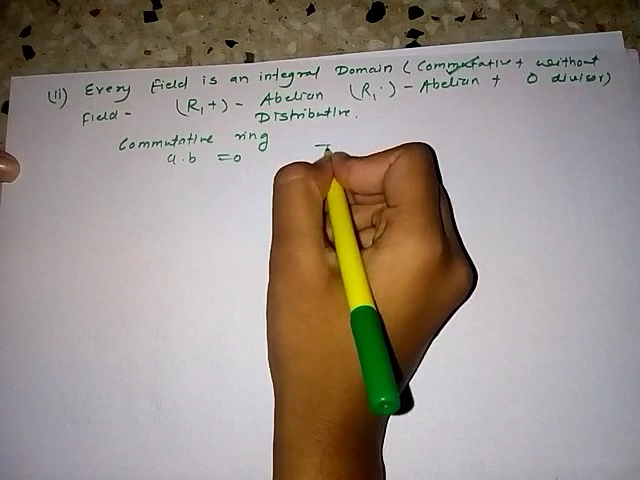 (ii) Every Field is an integral Domain (Commutative + without
Field - (R,+) - Abelian (R,·) - Abelian + 0 divisor)
Distributive.
Commutative ring
a.b = 0